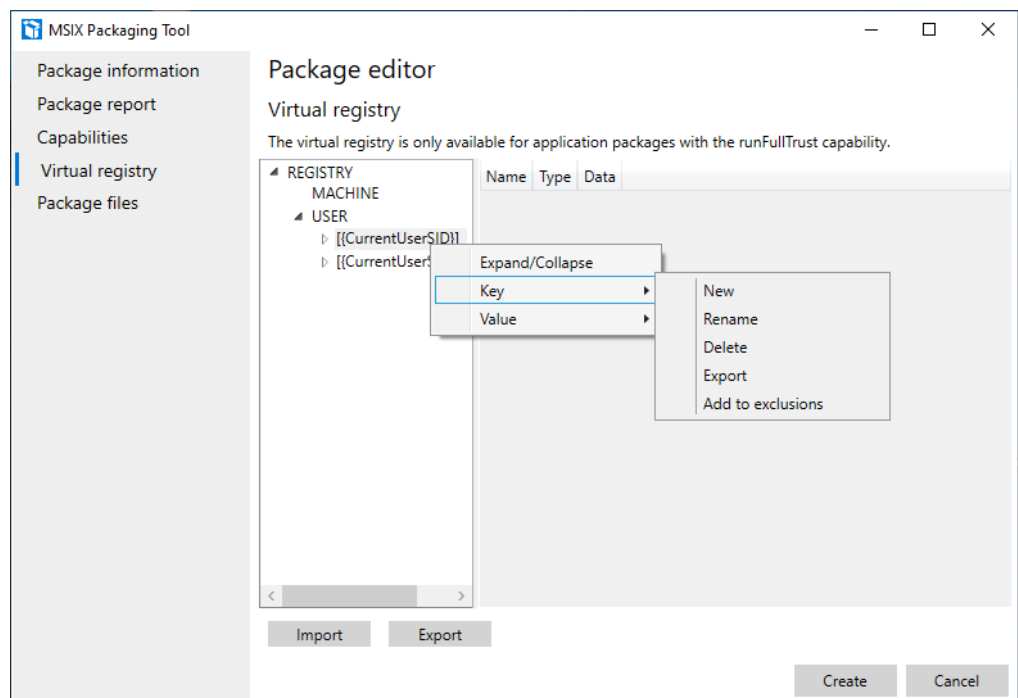 MSIX Packaging Tool
Package information
Package report
Capabilities
Virtual registry
Package files
Package editor
Virtual registry
The virtual registry is only available for application packages with the runFullTrust capability.
REGISTRY
MACHINE
USER
[{CurrentUserSID}]
[{CurrentUser
Name Type Data
Expand/Collapse
Key
Value
New
Rename
Delete
Export
Add to exclusions
Import Export
Create Cancel